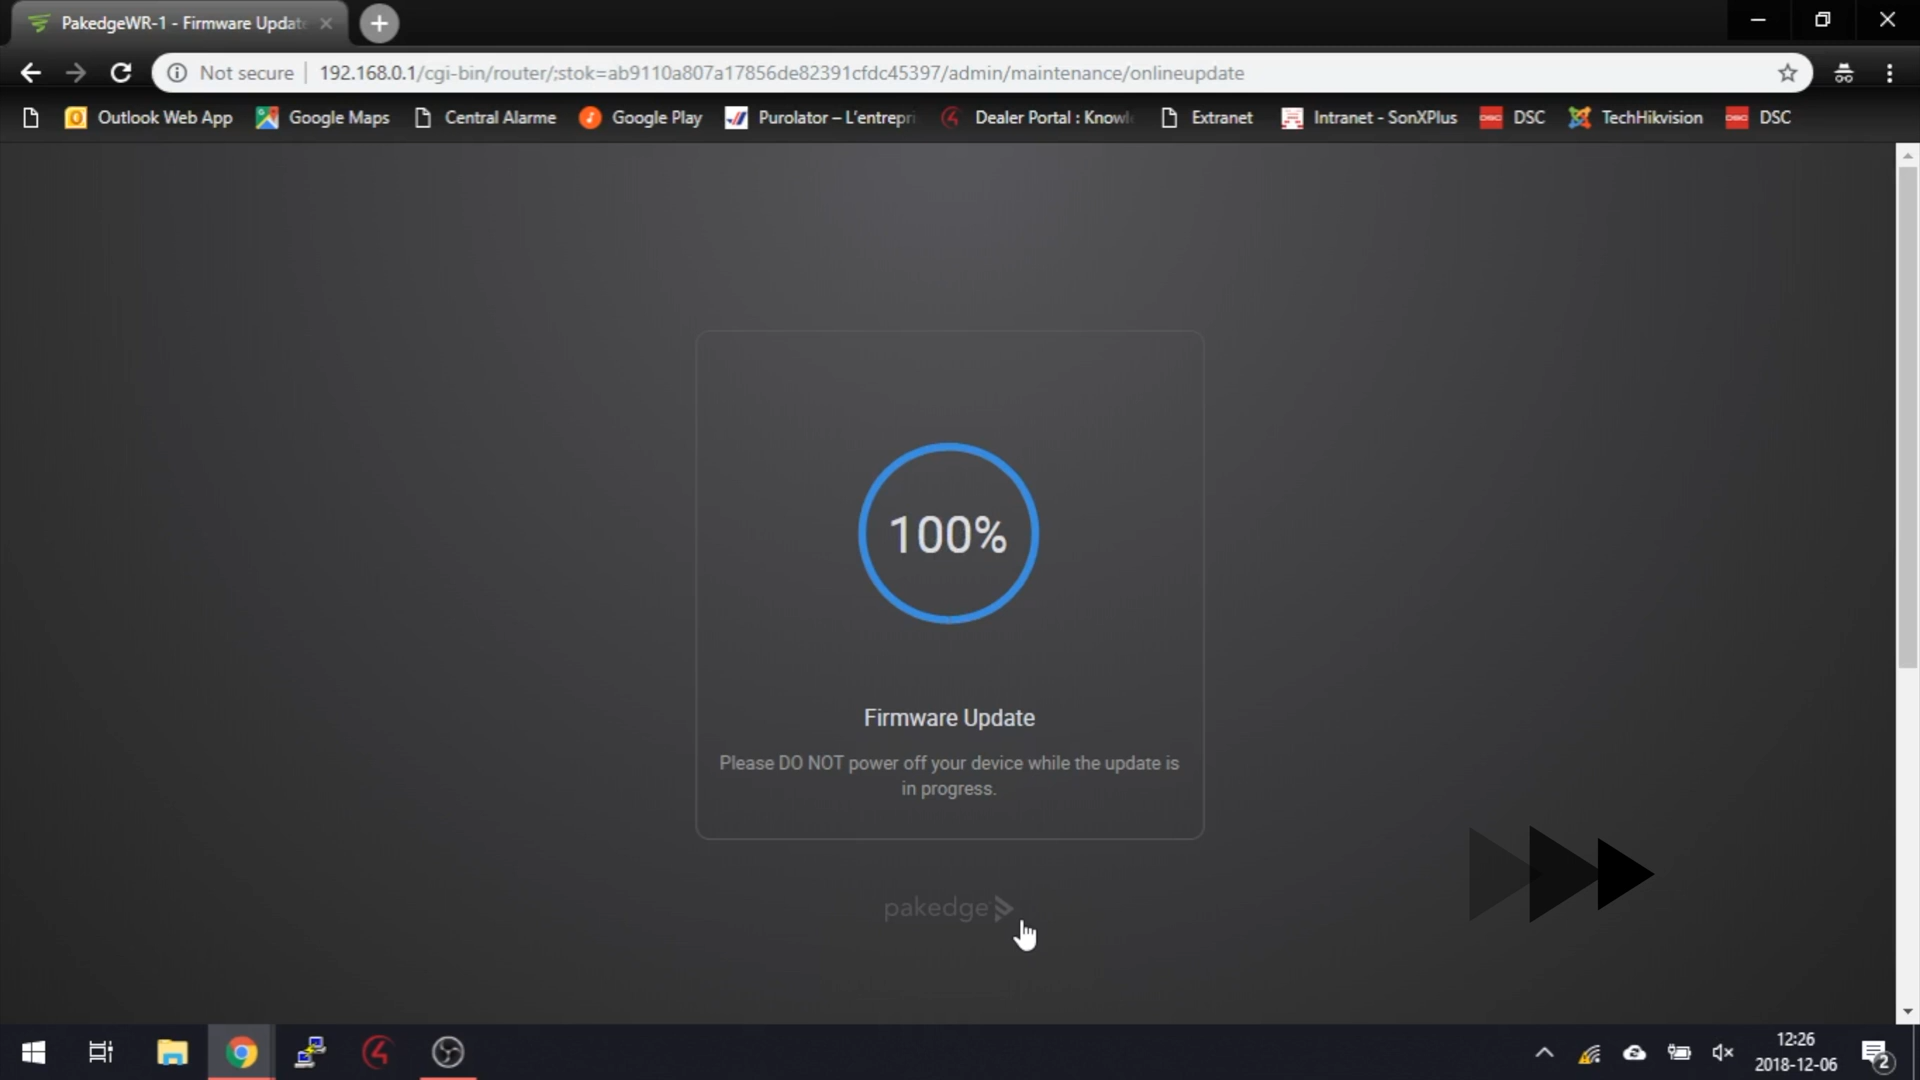 PakedgeWR-1 - Firmware Updat
Not secure
192.168.0.1/cgi-bin/router/;stok=ab9110a807a17856de82391cfdc45397/admin/maintenance/onlineupdate
Outlook Web App
Google Maps
Central Alarme
Google Play
Purolator – L'entrepri
Dealer Portal : Knowl
Extranet
Intranet - SonXPlus
DSC
TechHikvision
DSC
100%
Firmware Update
Please DO NOT power off your device while the update is
in progress.
pakedge
12:26
2018-12-06
2